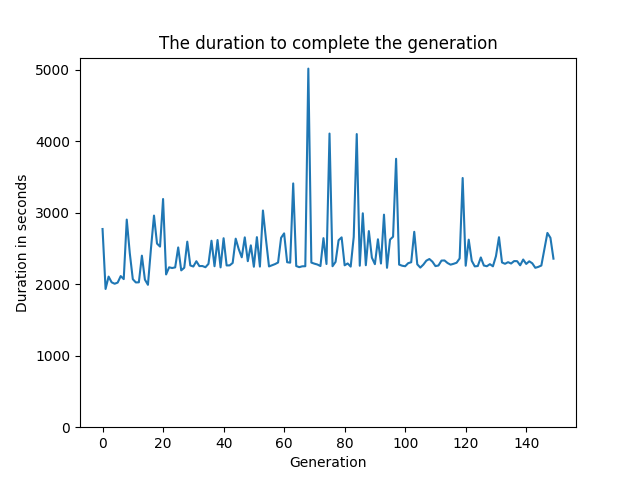 The duration to complete the generation
Duration in seconds
5000
4000
3000
2000
1000
0
0 20 40 60 80 100 120 140
Generation